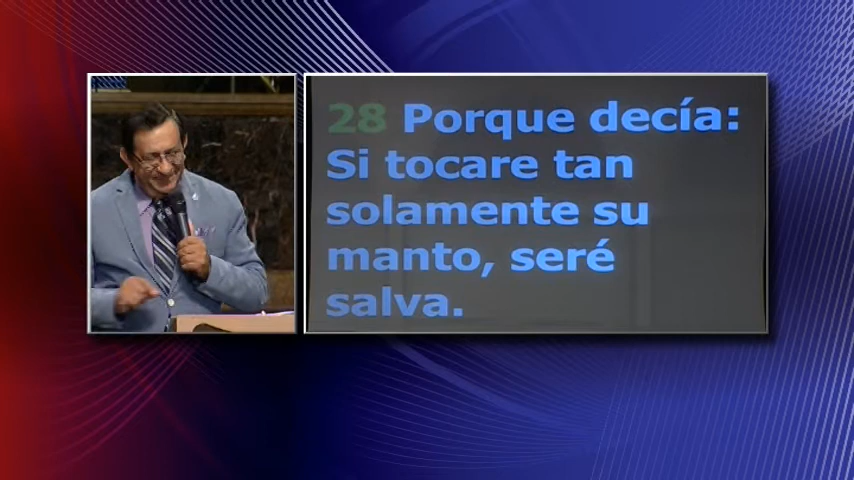 28 Porque decía:
Si tocare tan
solamente su
manto, seré
salva.